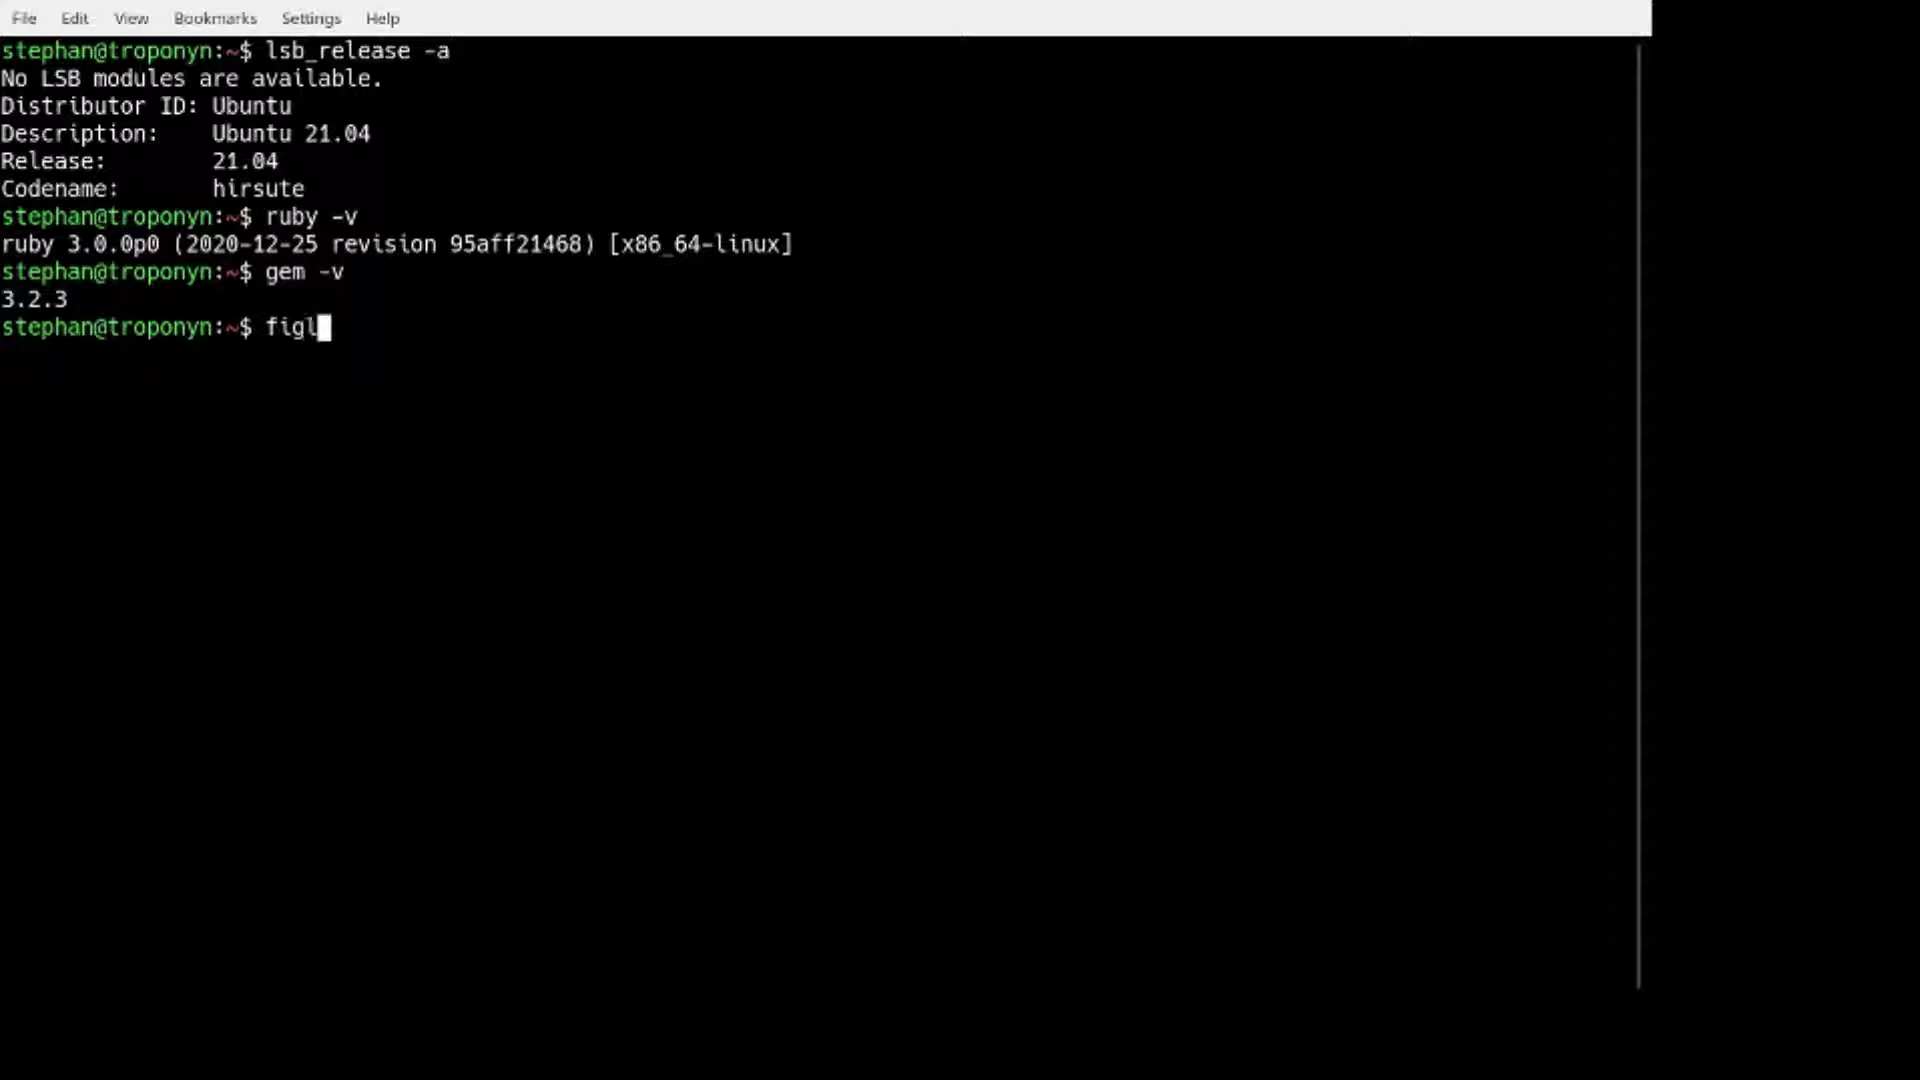 File Edit View Bookmarks Settings Help
stephan@troponyn:~$ lsb_release -a
No LSB modules are available.
Distributor ID: Ubuntu
Description:    Ubuntu 21.04
Release:        21.04
Codename:       hirsute
stephan@troponyn:~$ ruby -v
ruby 3.0.0p0 (2020-12-25 revision 95aff21468) [x86_64-linux]
stephan@troponyn:~$ gem -v
3.2.3
stephan@troponyn:~$ figl